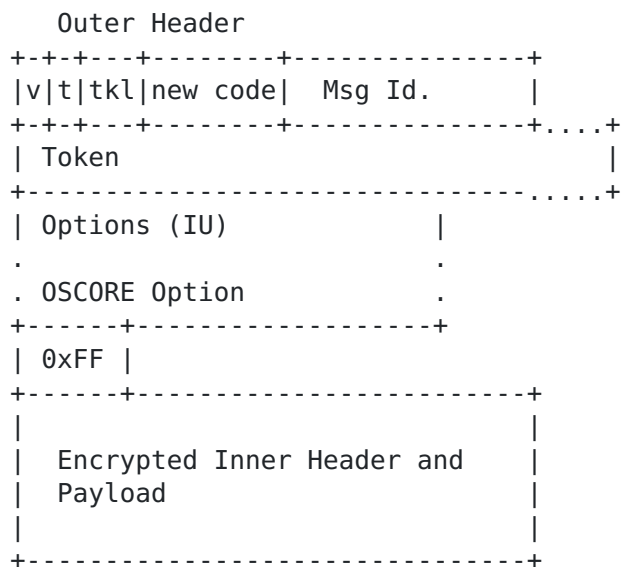 Outer Header
+-+-+---+--------+---------------+
|v|t|tkl|new code|  Msg Id.      |
+-+-+---+--------+---------------+....+
| Token                               |
+--------------------------------.....+
| Options (IU)             |
.                          .
. OSCORE Option            .
+------+-------------------+
| 0xFF |
+------+-------------------------+
|                                |
|  Encrypted Inner Header and    |
|  Payload                       |
|                                |
+--------------------------------+